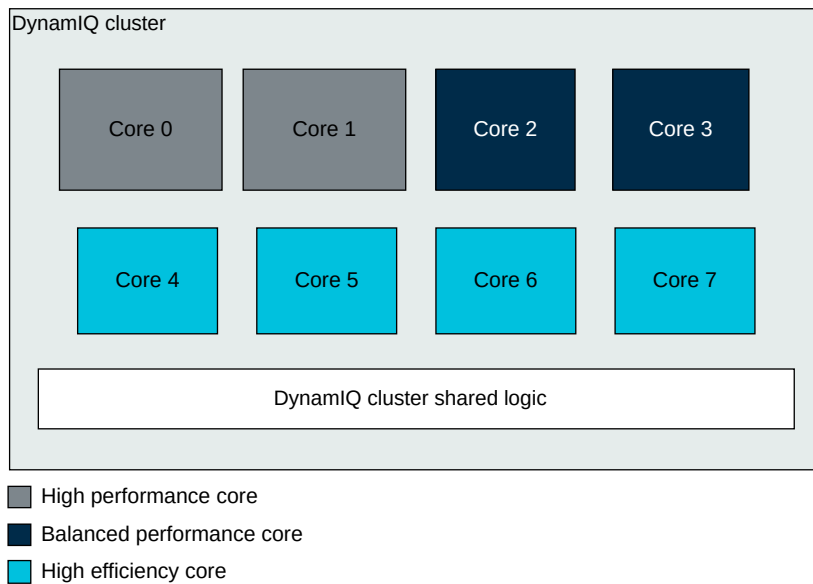 DynamIQ cluster
Core 0
Core 1
Core 2
Core 3
Core 4
Core 5
Core 6
Core 7
DynamIQ cluster shared logic
High performance core
Balanced performance core
High efficiency core